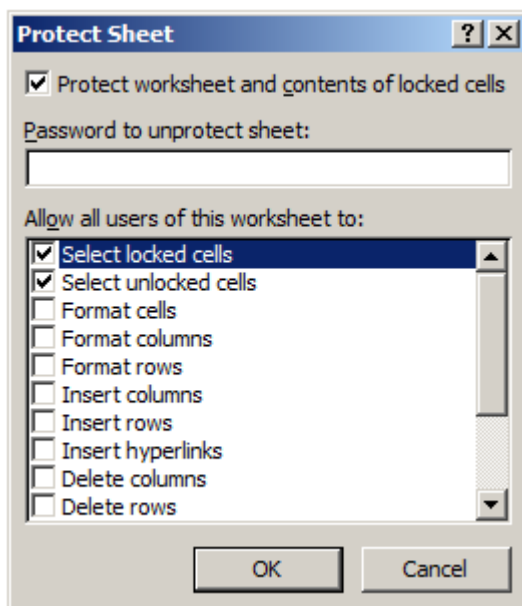 Protect Sheet
Protect worksheet and contents of locked cells
Password to unprotect sheet:
Allow all users of this worksheet to:
Select locked cells
Select unlocked cells
Format cells
Format columns
Format rows
Insert columns
Insert rows
Insert hyperlinks
Delete columns
Delete rows
OK Cancel